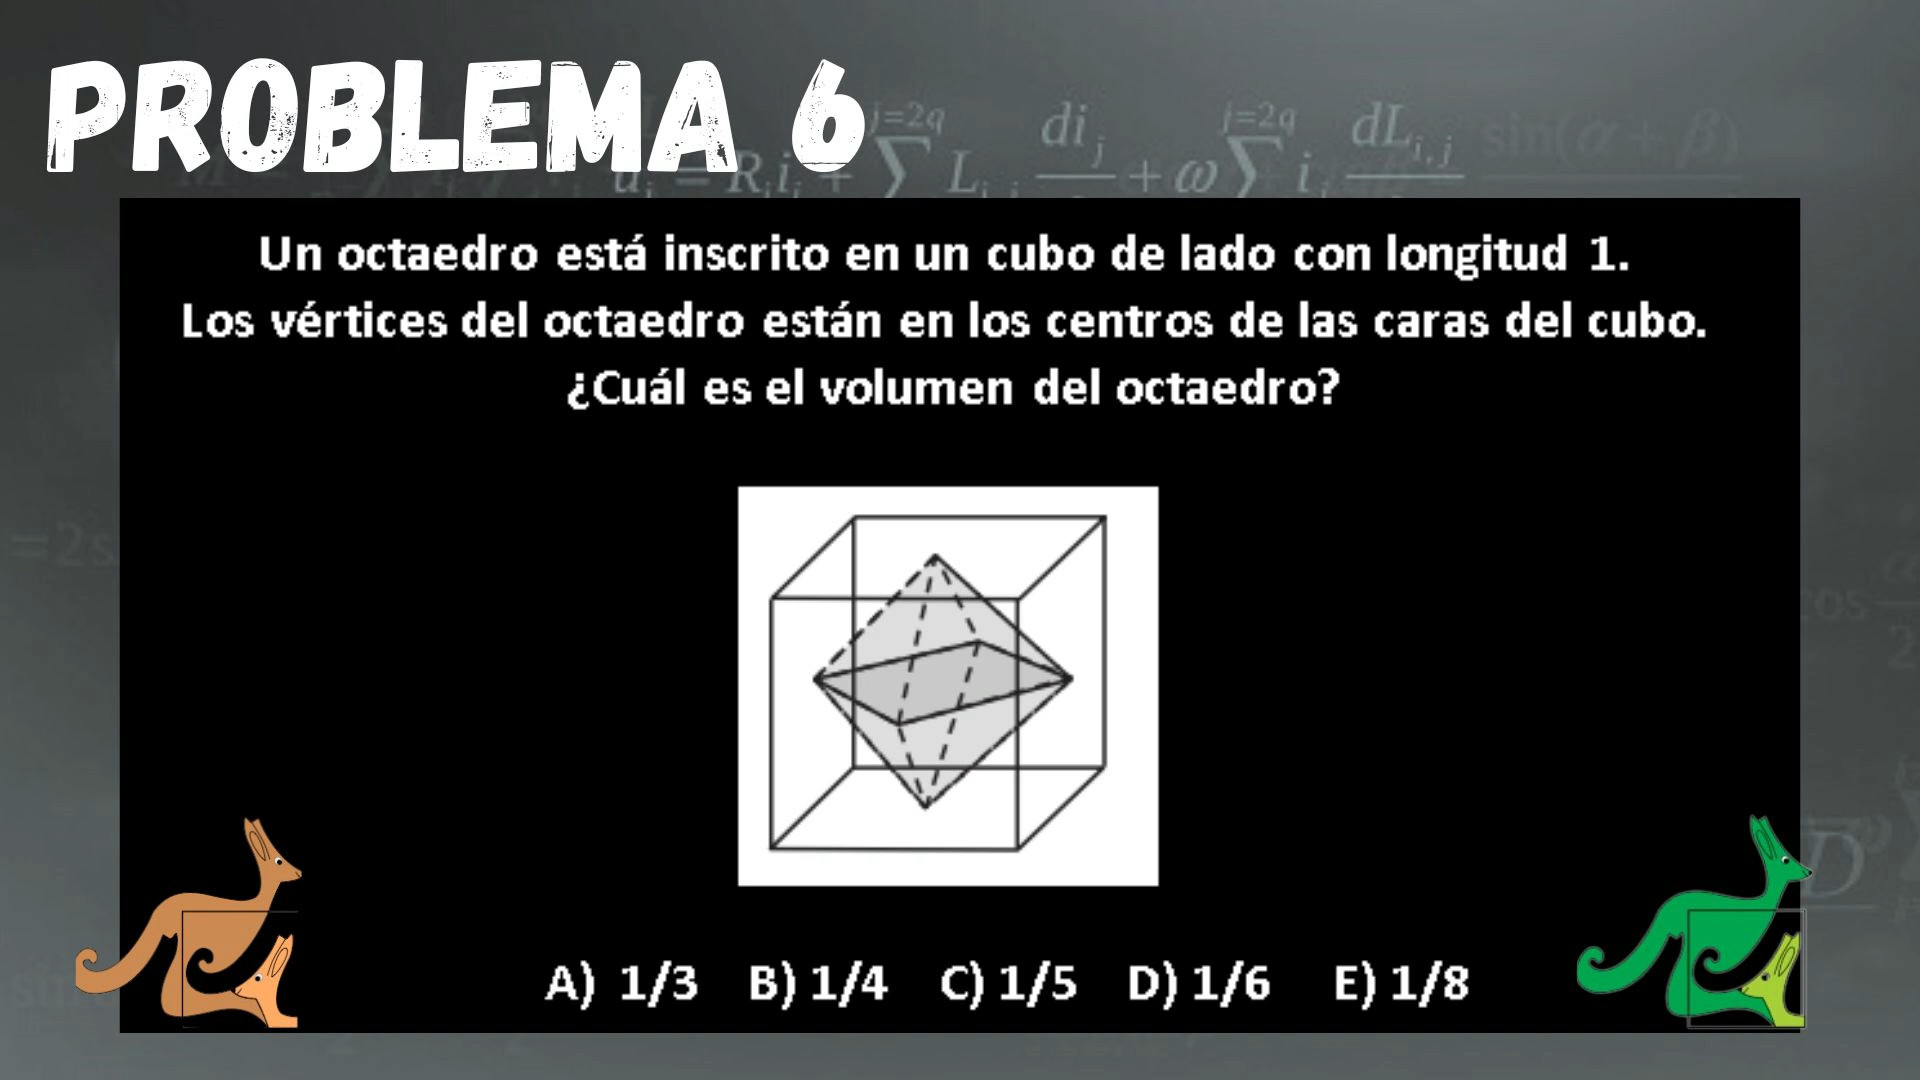 PROBLEMA 6
Un octaedro está inscrito en un cubo de lado con longitud 1.
Los vértices del octaedro están en los centros de las caras del cubo.
¿Cuál es el volumen del octaedro?
A) 1/3 B) 1/4 C) 1/5 D) 1/6 E) 1/8